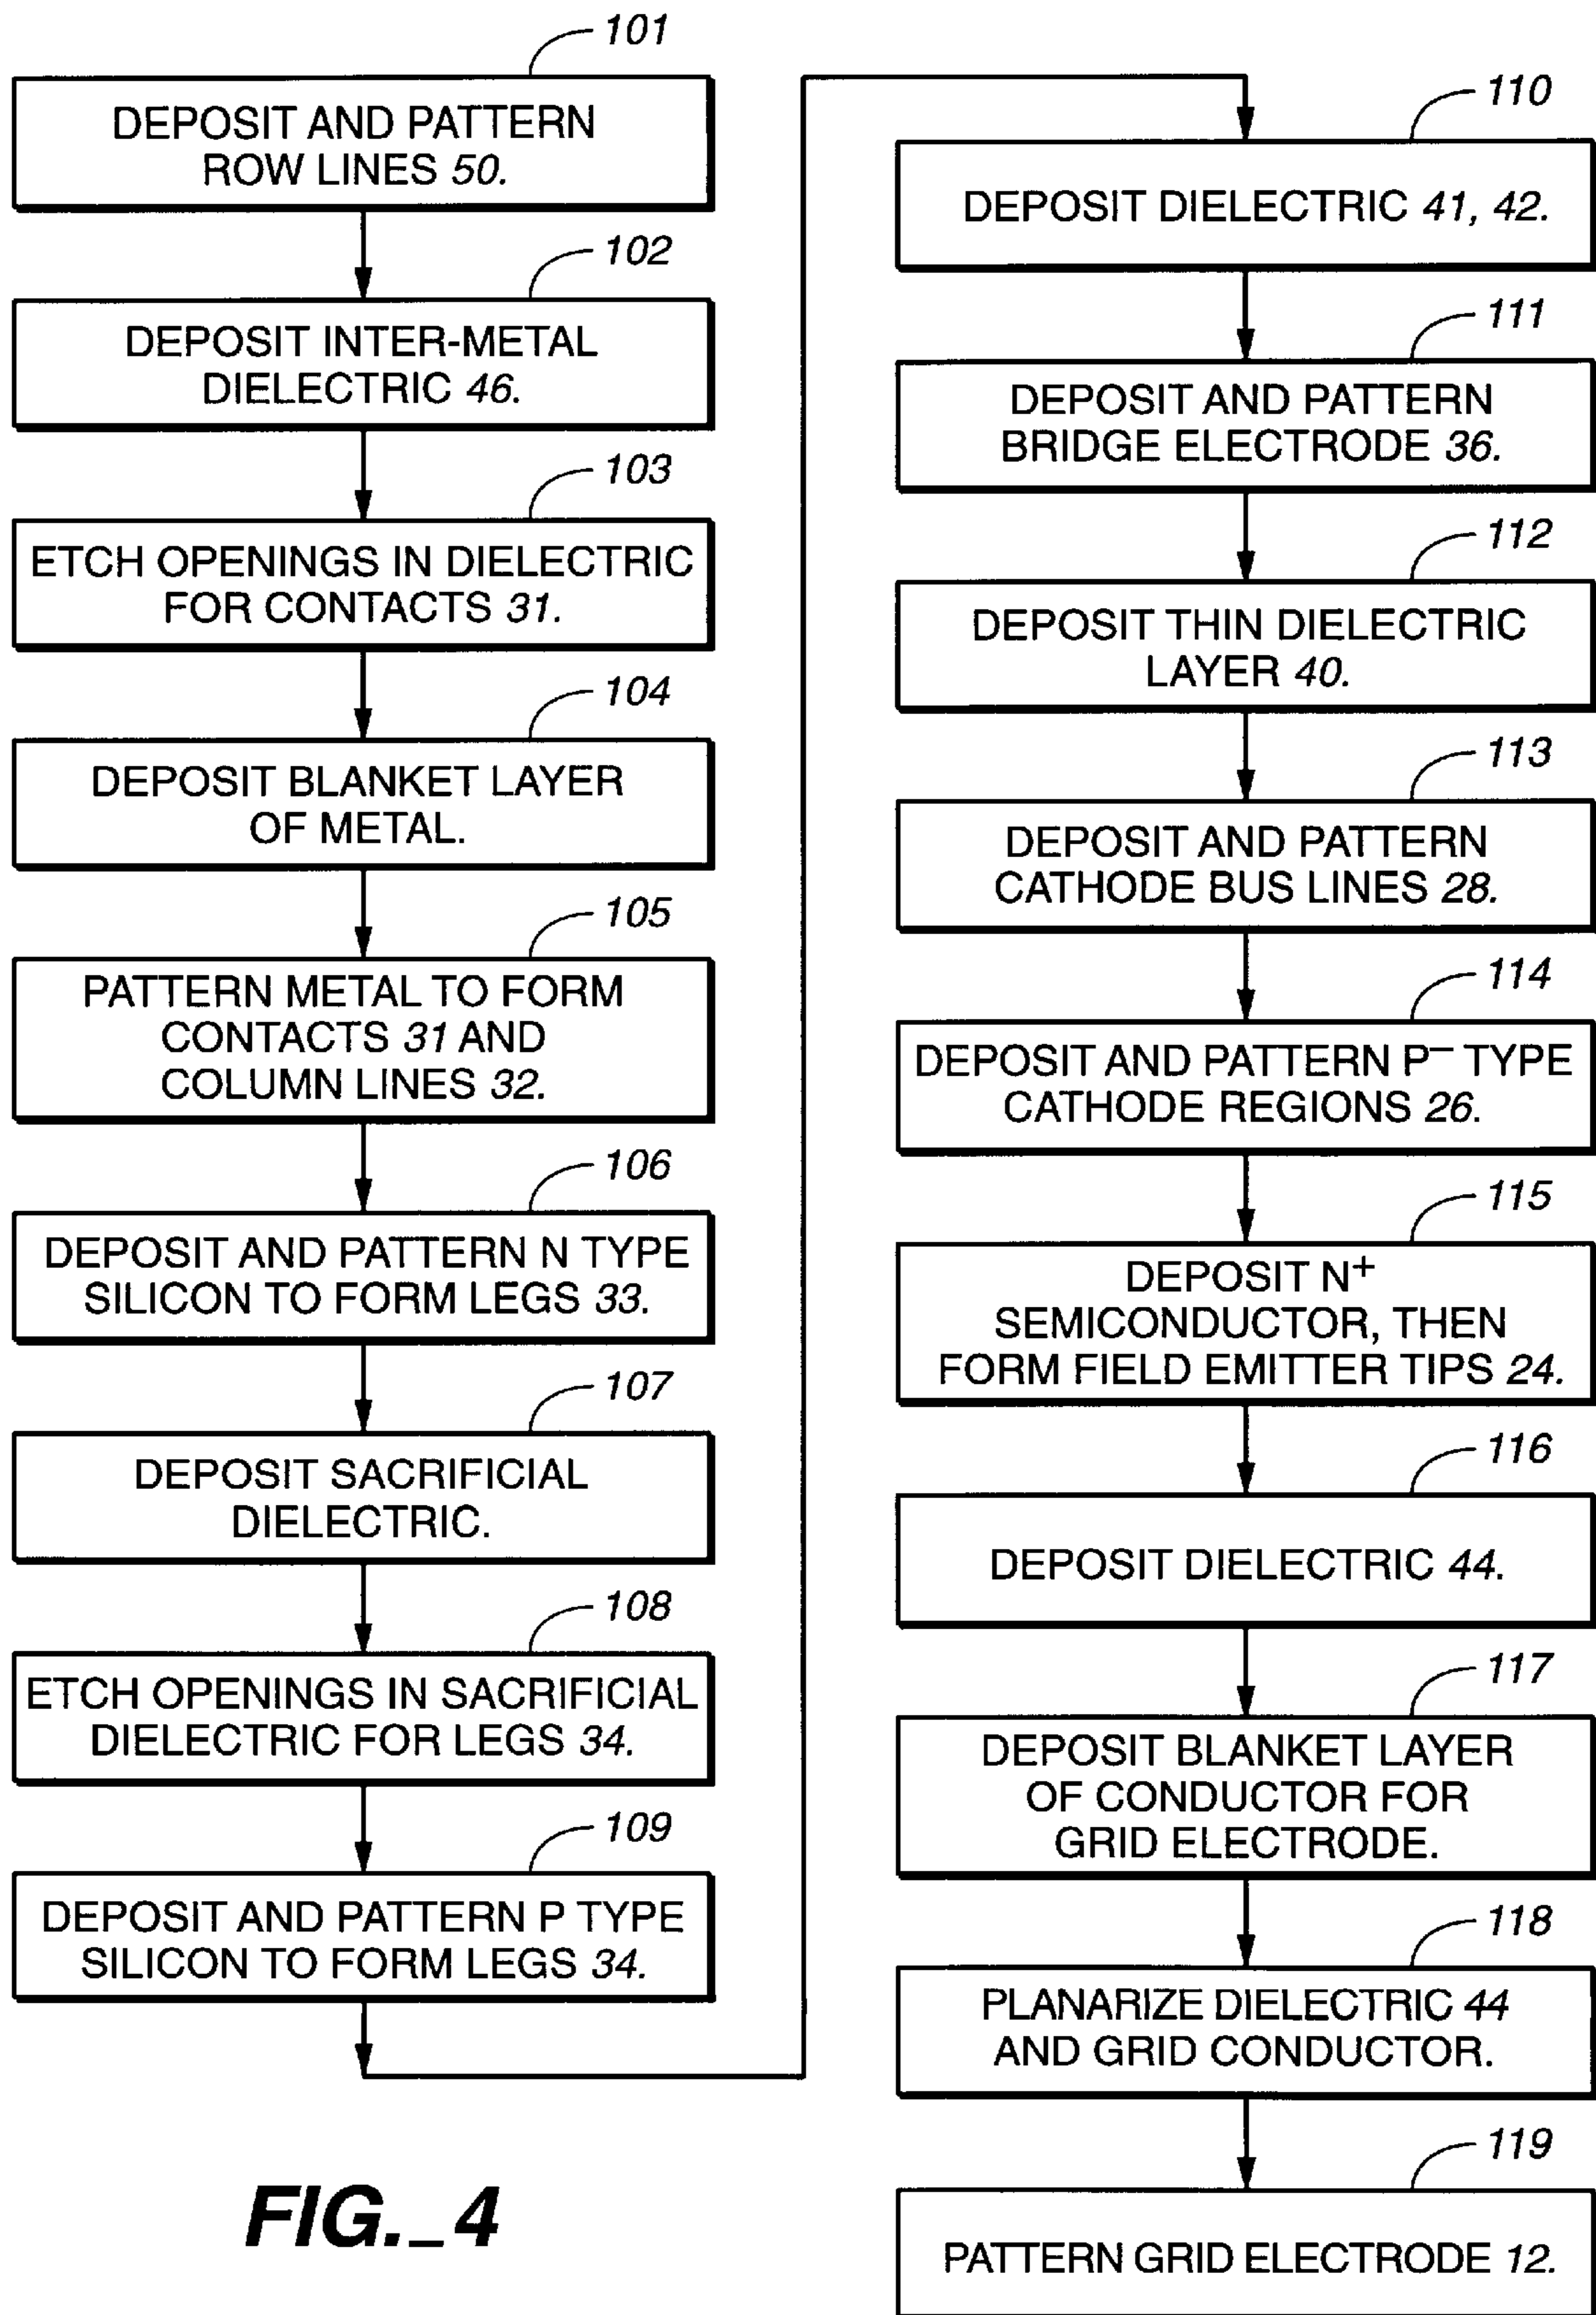 101
DEPOSIT AND PATTERN
ROW LINES 50.
102
DEPOSIT INTER-METAL
DIELECTRIC 46.
103
ETCH OPENINGS IN DIELECTRIC
FOR CONTACTS 31.
104
DEPOSIT BLANKET LAYER
OF METAL.
105
PATTERN METAL TO FORM
CONTACTS 31 AND
COLUMN LINES 32.
106
DEPOSIT AND PATTERN N TYPE
SILICON TO FORM LEGS 33.
107
DEPOSIT SACRIFICIAL
DIELECTRIC.
108
ETCH OPENINGS IN SACRIFICIAL
DIELECTRIC FOR LEGS 34.
109
DEPOSIT AND PATTERN P TYPE
SILICON TO FORM LEGS 34.
110
DEPOSIT DIELECTRIC 41, 42.
111
DEPOSIT AND PATTERN
BRIDGE ELECTRODE 36.
112
DEPOSIT THIN DIELECTRIC
LAYER 40.
113
DEPOSIT AND PATTERN
CATHODE BUS LINES 28.
114
DEPOSIT AND PATTERN P⁻ TYPE
CATHODE REGIONS 26.
115
DEPOSIT N⁺
SEMICONDUCTOR, THEN
FORM FIELD EMITTER TIPS 24.
116
DEPOSIT DIELECTRIC 44.
117
DEPOSIT BLANKET LAYER
OF CONDUCTOR FOR
GRID ELECTRODE.
118
PLANARIZE DIELECTRIC 44
AND GRID CONDUCTOR.
119
PATTERN GRID ELECTRODE 12.
FIG._4